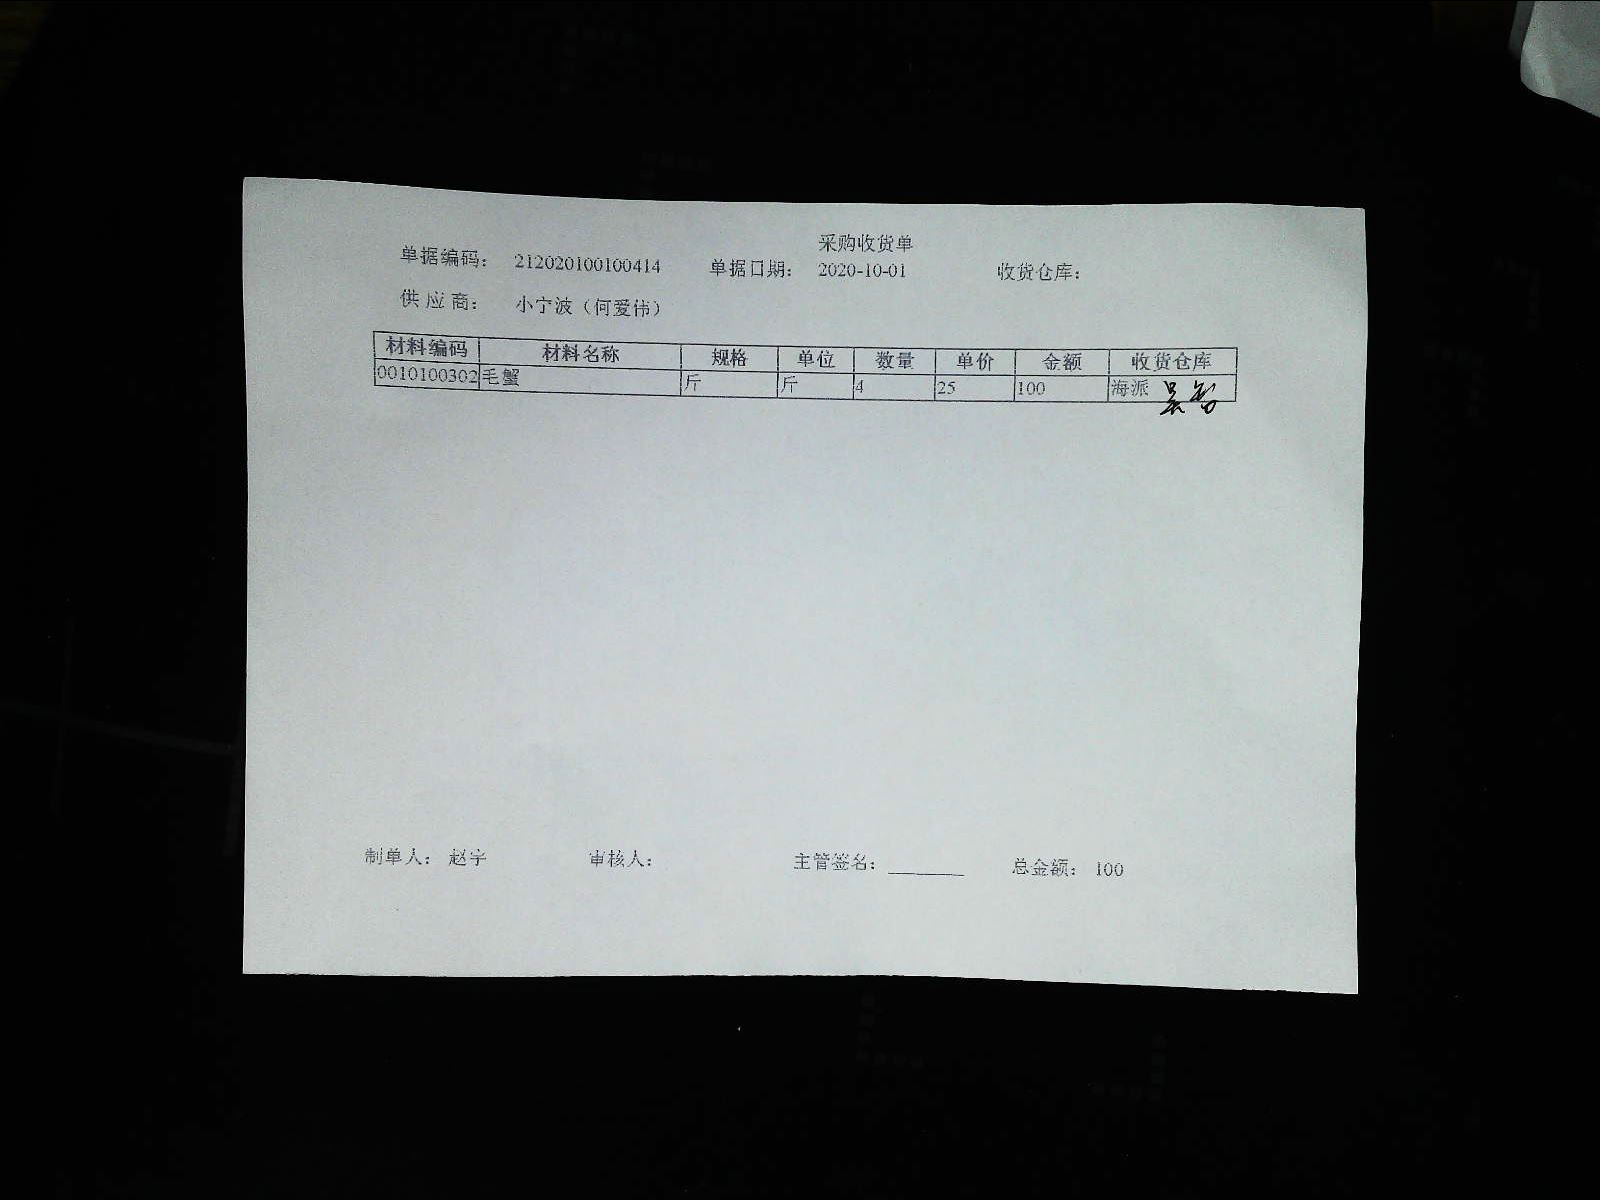 采购收货单
单据编码： 212020100100414 单据日期： 2020-10-01 收货仓库：
供 应 商： 小宁波（何爱伟）
材料编码 材料名称 规格 单位 数量 单价 金额 收货仓库
0010100302 毛蟹 斤 斤 4 25 100 海派
制单人： 赵宇 审核人： 主管签名： ________ 总金额： 100